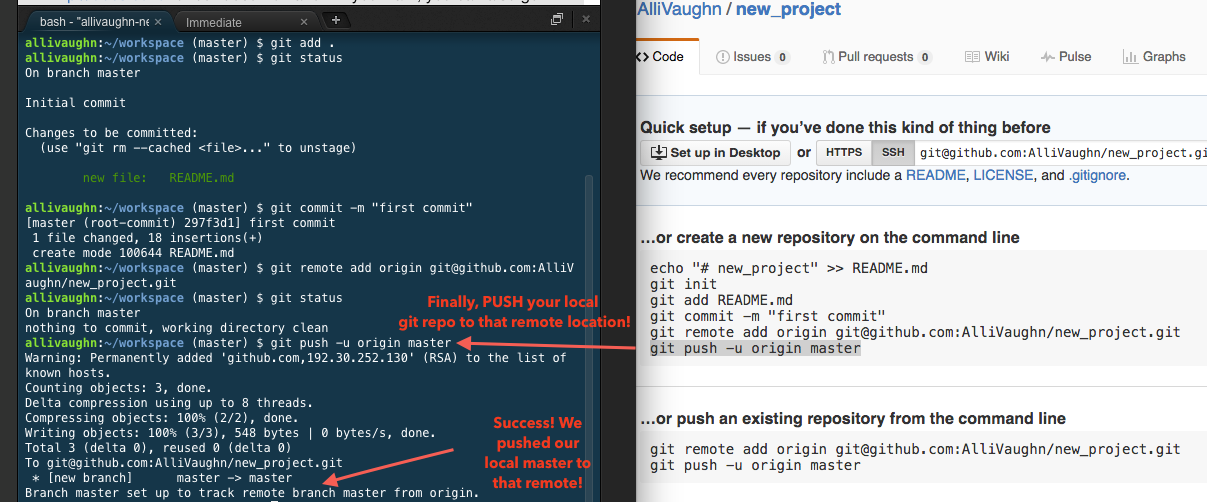 bash - "allivaughn-ne
Immediate
allivaughn:~/workspace (master) $ git add .
allivaughn:~/workspace (master) $ git status
On branch master
Initial commit
Changes to be committed:
(use "git rm --cached <file>..." to unstage)
new file:   README.md
allivaughn:~/workspace (master) $ git commit -m "first commit"
[master (root-commit) 297f3d1] first commit
1 file changed, 18 insertions(+)
create mode 100644 README.md
allivaughn:~/workspace (master) $ git remote add origin git@github.com:AlliV
aughn/new_project.git
allivaughn:~/workspace (master) $ git status
On branch master
nothing to commit, working directory clean
allivaughn:~/workspace (master) $ git push -u origin master
Warning: Permanently added 'github.com,192.30.252.130' (RSA) to the list of
known hosts.
Counting objects: 3, done.
Delta compression using up to 8 threads.
Compressing objects: 100% (2/2), done.
Writing objects: 100% (3/3), 548 bytes | 0 bytes/s, done.
Total 3 (delta 0), reused 0 (delta 0)
To git@github.com:AlliVaughn/new_project.git
* [new branch]      master -> master
Branch master set up to track remote branch master from origin.
Finally, PUSH your local
git repo to that remote location!
Success! We
pushed our
local master to
that remote!
AlliVaughn / new_project
Code
Issues 0
Pull requests 0
Wiki
Pulse
Graphs
Quick setup — if you've done this kind of thing before
Set up in Desktop or HTTPS SSH git@github.com:AlliVaughn/new_project.gi
We recommend every repository include a README, LICENSE, and .gitignore.
…or create a new repository on the command line
echo "# new_project" >> README.md
git init
git add README.md
git commit -m "first commit"
git remote add origin git@github.com:AlliVaughn/new_project.git
git push -u origin master
…or push an existing repository from the command line
git remote add origin git@github.com:AlliVaughn/new_project.git
git push -u origin master